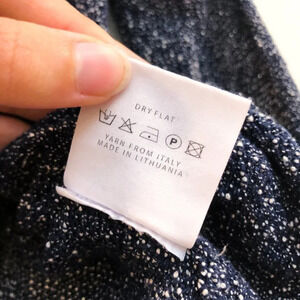 DRY FLAT
P
YARN FROM ITALY
MADE IN LITHUANIA